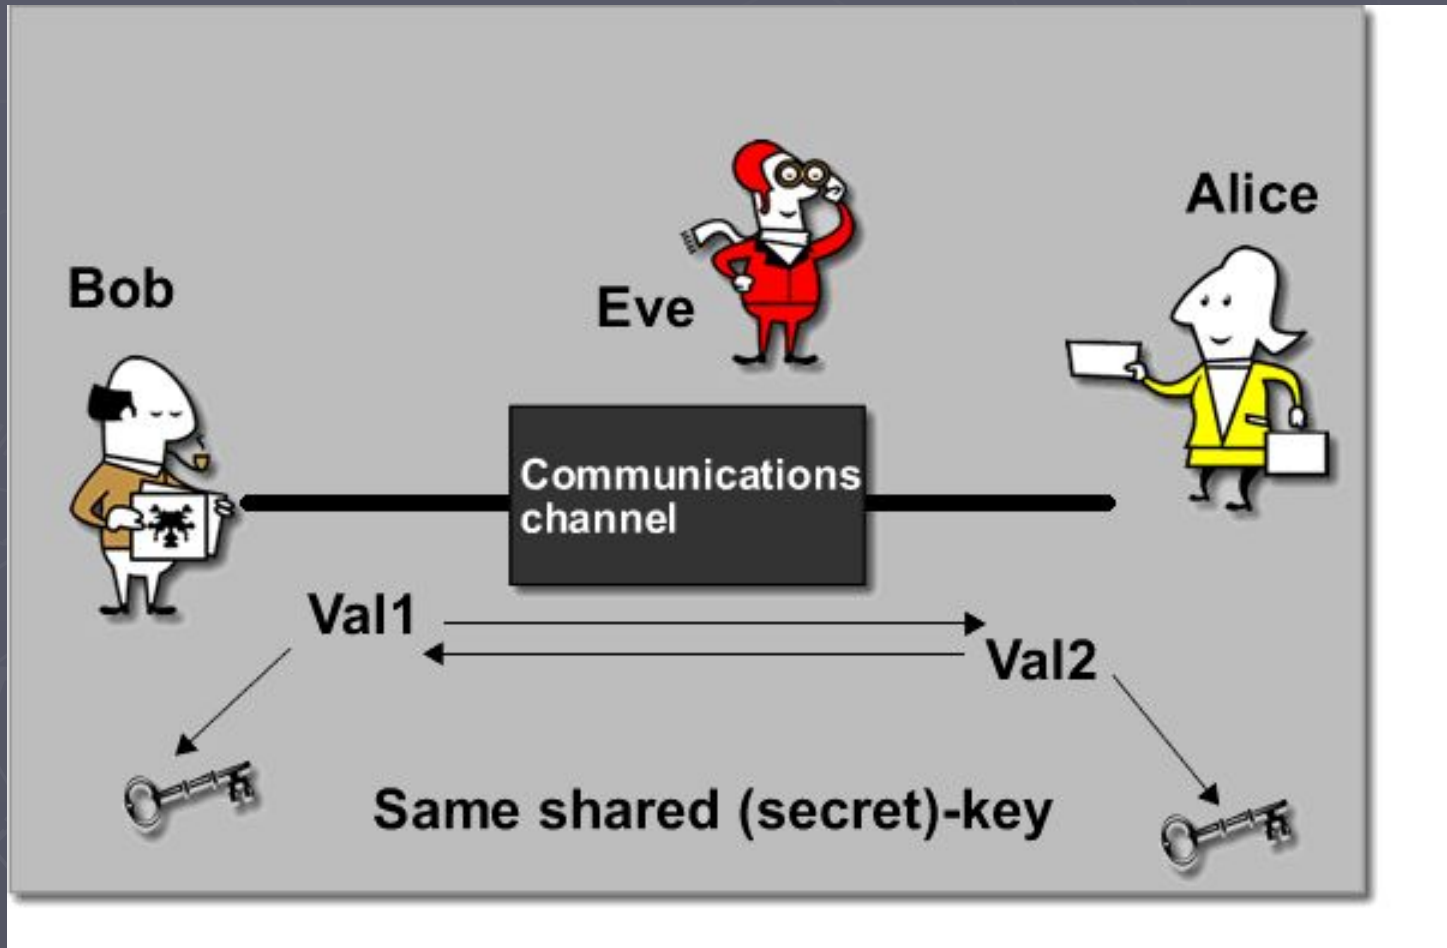 Alice
Bob
Eve
Communications
channel
Val1
Val2
Same shared (secret)-key